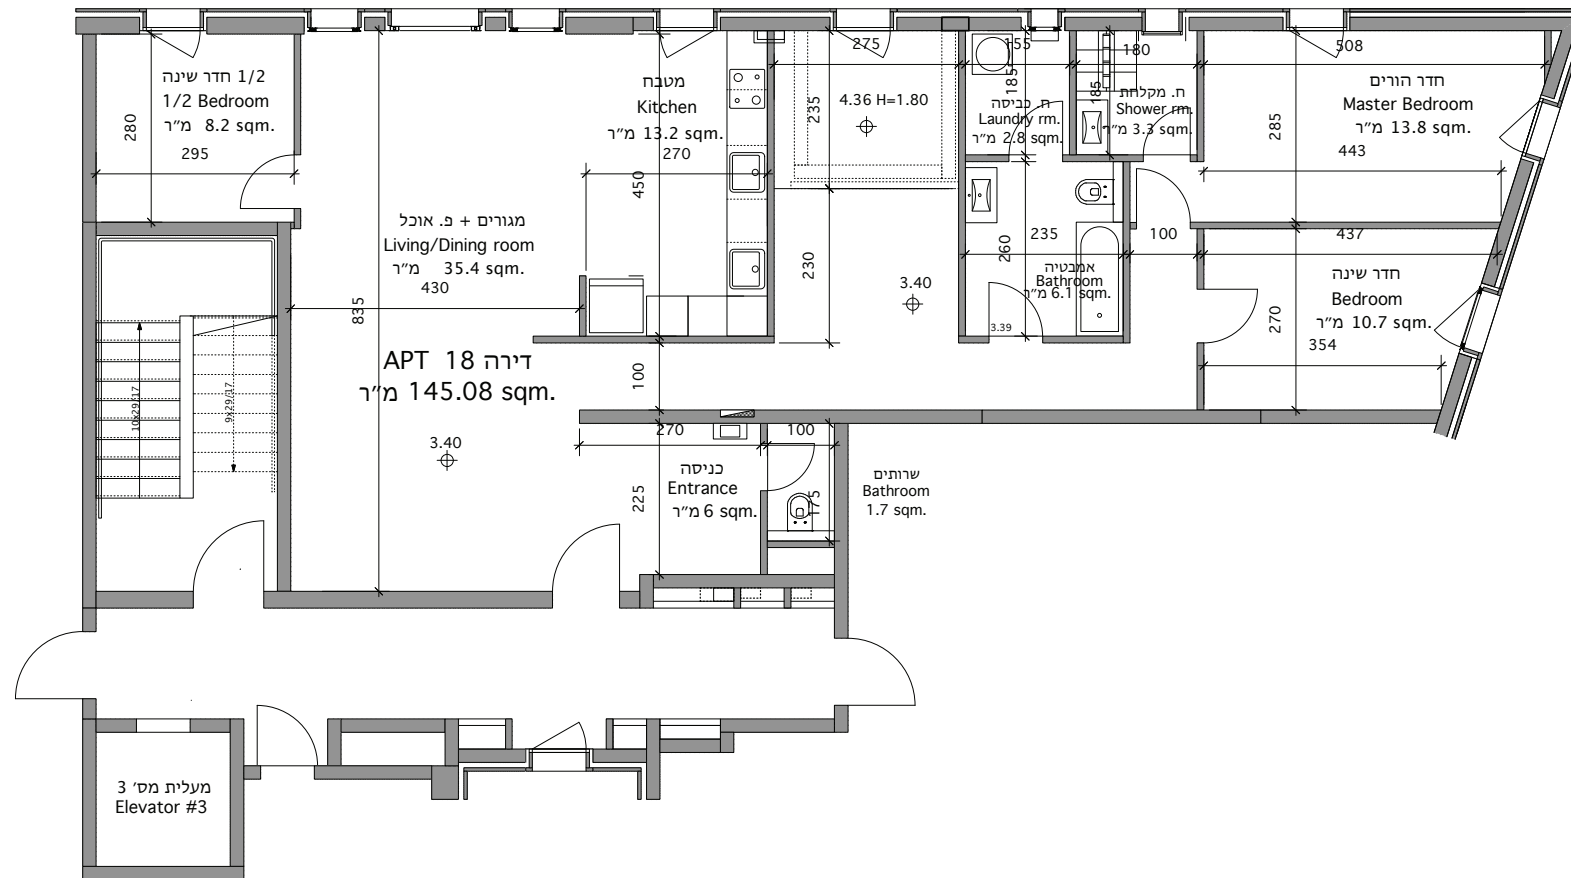 1/2 חדר שינה
1/2 Bedroom
8.2 sqm. מ״ר
280
295
מטבח
Kitchen
13.2 sqm. מ״ר
270
450
275
235
4.36 H=1.80
155
185
ח. כביסה
Laundry rm.
2.8 sqm. מ״ר
180
185
ח. מקלחת
Shower rm.
3.3 sqm. מ״ר
508
חדר הורים
Master Bedroom
13.8 sqm. מ״ר
443
285
מגורים + פ. אוכל
Living/Dining room
35.4 sqm. מ״ר
430
835
230
3.40
235
260
אמבטיה
Bathroom
6.1 sqm. מ״ר
3.39
100
437
חדר שינה
Bedroom
10.7 sqm. מ״ר
354
270
דירה 18 APT
145.08 sqm. מ״ר
100
10x29/17
9x29/17
3.40
270
100
כניסה
Entrance
6 sqm. מ״ר
225
175
שרותים
Bathroom
1.7 sqm.
מעלית מס׳ 3
Elevator #3